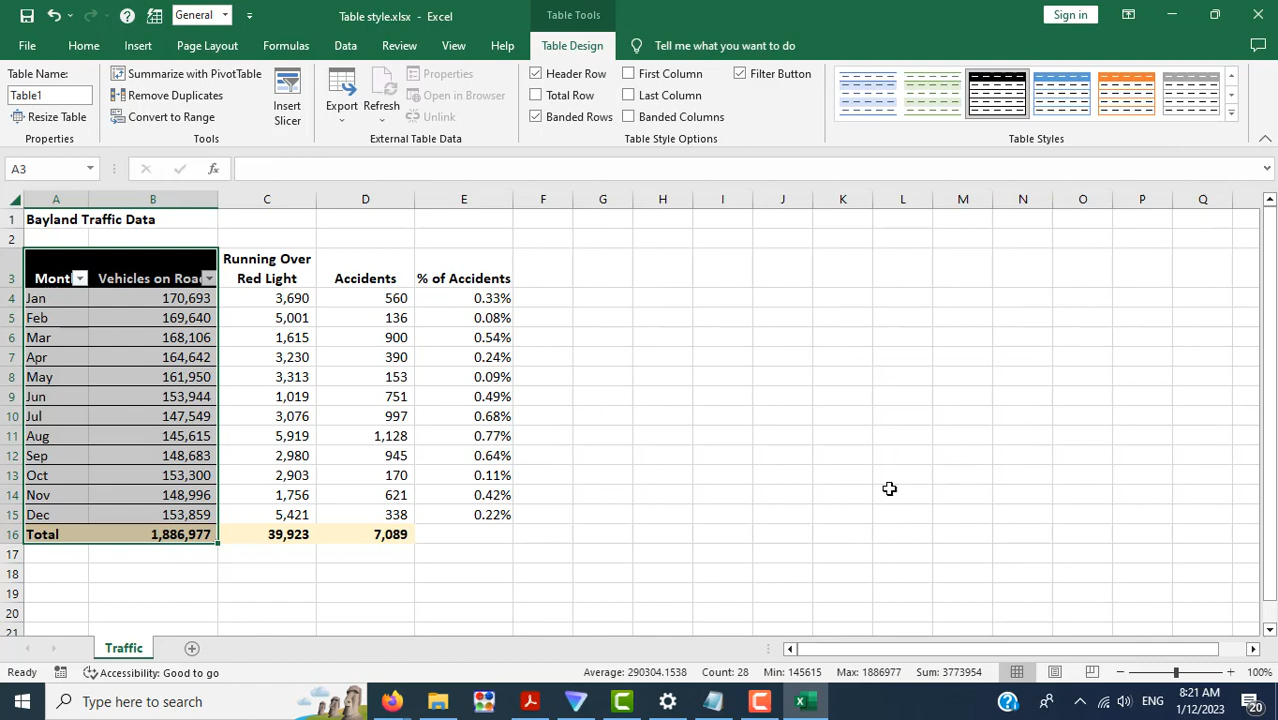 General
Table style.xlsx - Excel
Table Tools
Sign in
File Home Insert Page Layout Formulas Data Review View Help Table Design Tell me what you want to do
Table Name:
Table1
Resize Table
Properties
Summarize with PivotTable
Remove Duplicates
Convert to Range
Tools
Insert
Slicer
Export Refresh
Properties
Open in Browser
Unlink
External Table Data
Header Row First Column Filter Button
Total Row Last Column
Banded Rows Banded Columns
Table Style Options
Table Styles
A3
fx
A B C D E F G H I J K L M N O P Q
1 Bayland Traffic Data
2
Running Over
3 Mont Vehicles on Roa Red Light Accidents % of Accidents
4 Jan 170,693 3,690 560 0.33%
5 Feb 169,640 5,001 136 0.08%
6 Mar 168,106 1,615 900 0.54%
7 Apr 164,642 3,230 390 0.24%
8 May 161,950 3,313 153 0.09%
9 Jun 153,944 1,019 751 0.49%
10 Jul 147,549 3,076 997 0.68%
11 Aug 145,615 5,919 1,128 0.77%
12 Sep 148,683 2,980 945 0.64%
13 Oct 153,300 2,903 170 0.11%
14 Nov 148,996 1,756 621 0.42%
15 Dec 153,859 5,421 338 0.22%
16 Total 1,886,977 39,923 7,089
17
18
19
20
21
Traffic
Ready Accessibility: Good to go Average: 290304.1538 Count: 28 Min: 145615 Max: 1886977 Sum: 3773954 100%
Type here to search
ENG
8:21 AM
1/12/2023
20